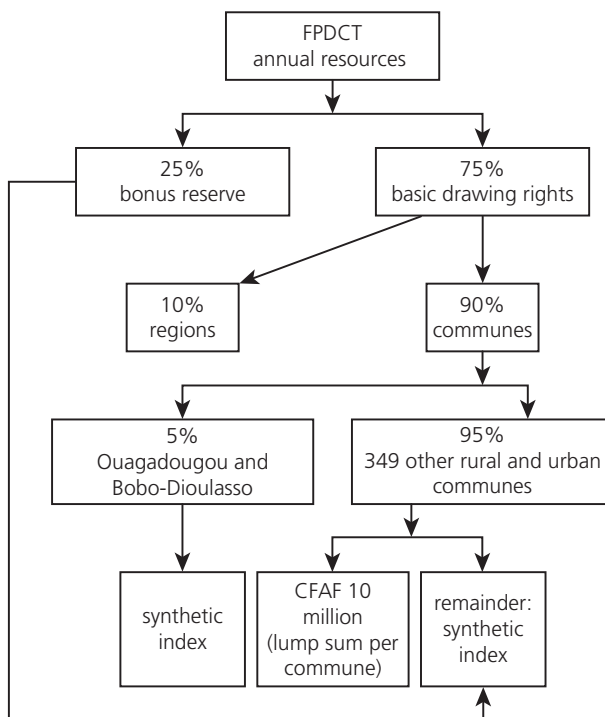 FPDCT
annual resources
25%
bonus reserve
75%
basic drawing rights
10%
regions
90%
communes
5%
Ouagadougou and
Bobo-Dioulasso
95%
349 other rural and urban
communes
synthetic
index
CFAF 10
million
(lump sum per
commune)
remainder:
synthetic
index